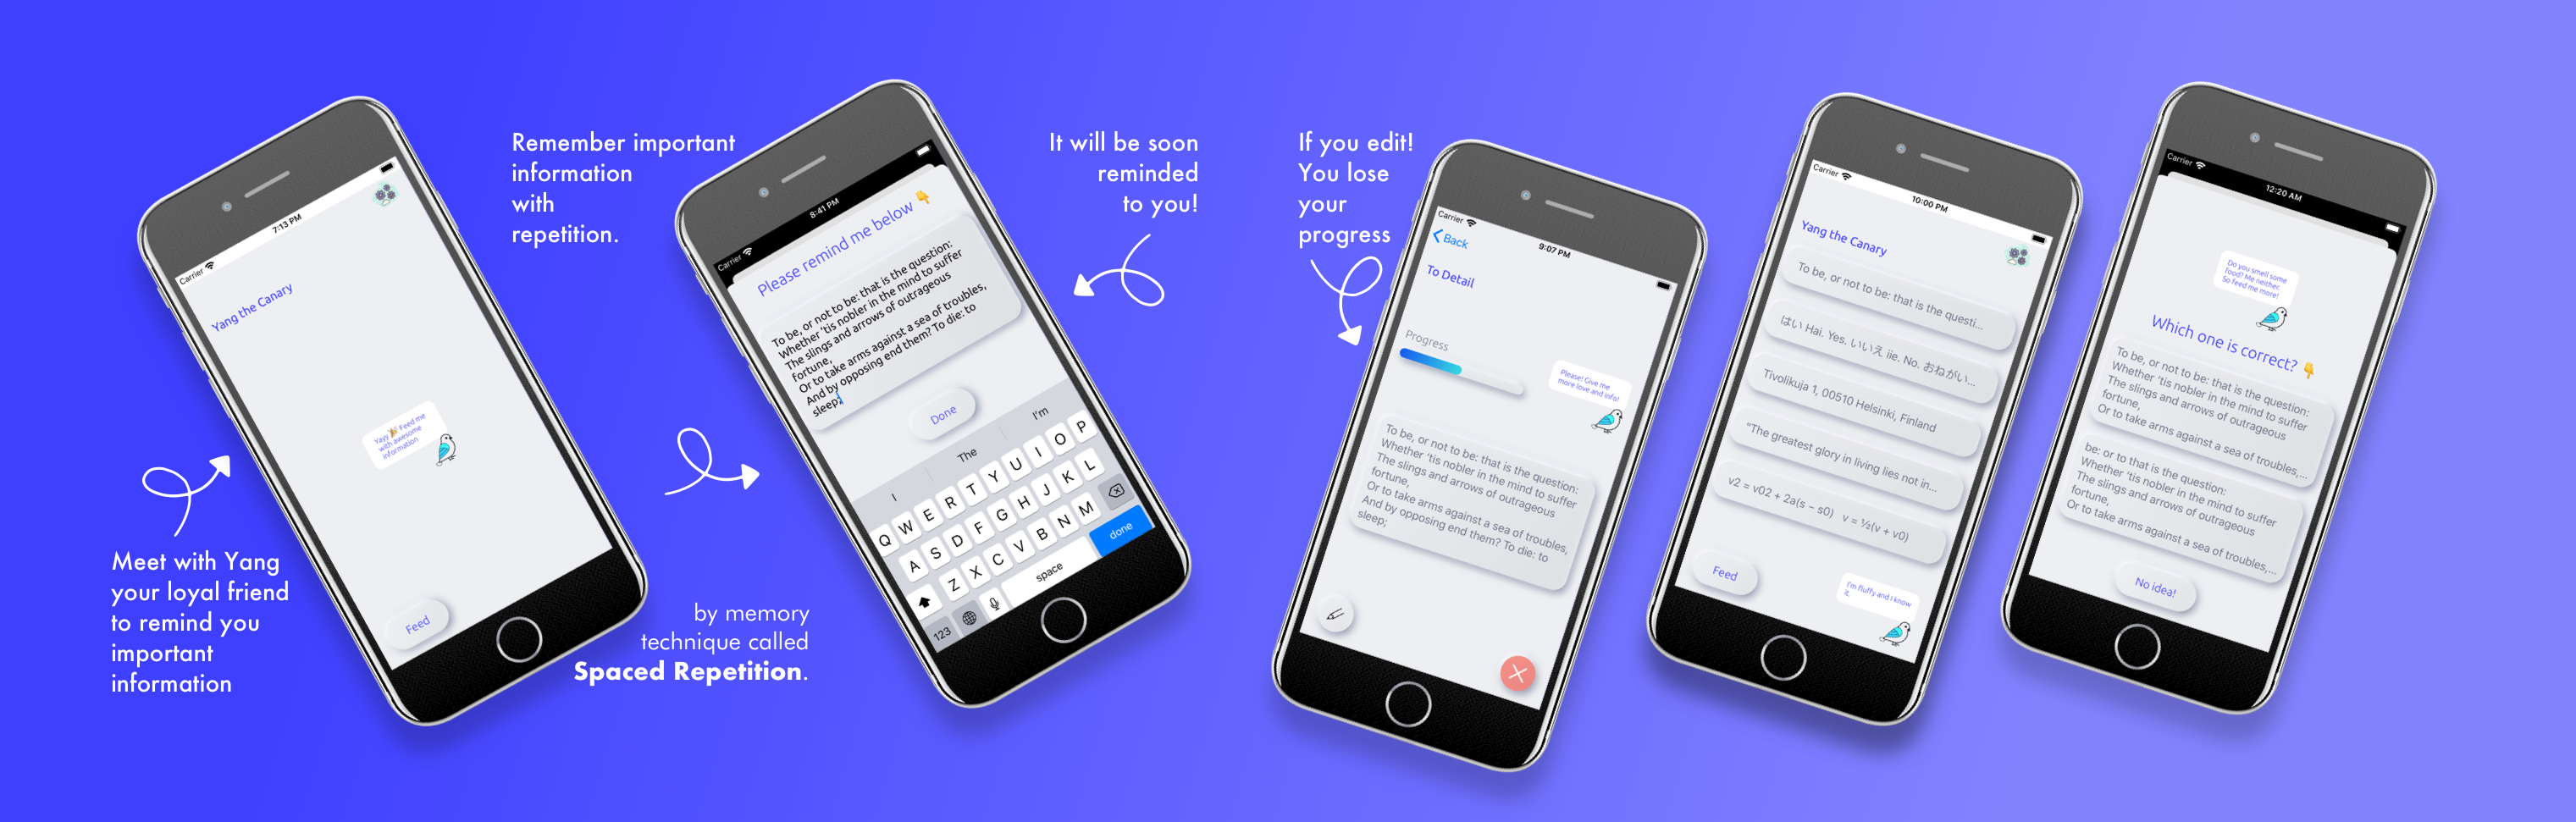 Meet with Yang
your loyal friend
to remind you
important
information
Carrier
7:13 PM
Yang the Canary
Yayy 🎉 Feed me
with awesome
information
Feed
Remember important
information
with
repetition.
by memory
technique called
Spaced Repetition.
Carrier
8:41 PM
Please remind me below 👇
To be, or not to be: that is the question:
Whether 'tis nobler in the mind to suffer
The slings and arrows of outrageous
fortune,
Or to take arms against a sea of troubles,
And by opposing end them? To die: to
sleep;
Done
I
The
I'm
Q W E R T Y U I O P
A S D F G H J K L
Z X C V B N M
123
space
done
It will be soon
reminded
to you!
If you edit!
You lose
your
progress
Carrier
9:07 PM
Back
To Detail
Progress
Please! Give me
more love and info!
To be, or not to be: that is the question:
Whether 'tis nobler in the mind to suffer
The slings and arrows of outrageous
fortune,
Or to take arms against a sea of troubles,
And by opposing end them? To die: to
sleep;
Carrier
10:00 PM
Yang the Canary
To be, or not to be: that is the questi...
はい Hai. Yes. いいえ iie. No. おねがい...
Tivolikuja 1, 00510 Helsinki, Finland
"The greatest glory in living lies not in...
v2 = v02 + 2a(s − s0) v = ½(v + v0)
Feed
I'm fluffy and I know
it.
Carrier
12:20 AM
Do you smell some
food? Me neither.
So feed me more!
Which one is correct? 👇
To be, or not to be: that is the question:
Whether 'tis nobler in the mind to suffer
The slings and arrows of outrageous
fortune,
Or to take arms against a sea of troubles,...
be: or to that is the question:
Whether 'tis nobler in the mind to suffer
The slings and arrows of outrageous
fortune,
Or to take arms against a sea of troubles,...
No idea!